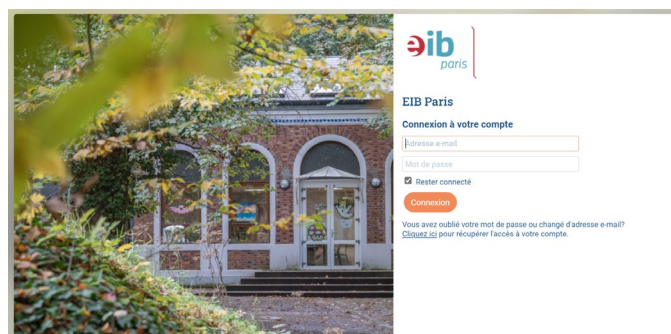 eib
paris
EIB Paris
Connexion à votre compte
Adresse e-mail
Mot de passe
Rester connecté
Connexion
Vous avez oublié votre mot de passe ou changé d'adresse e-mail?
Cliquez ici pour récupérer l'accès à votre compte.